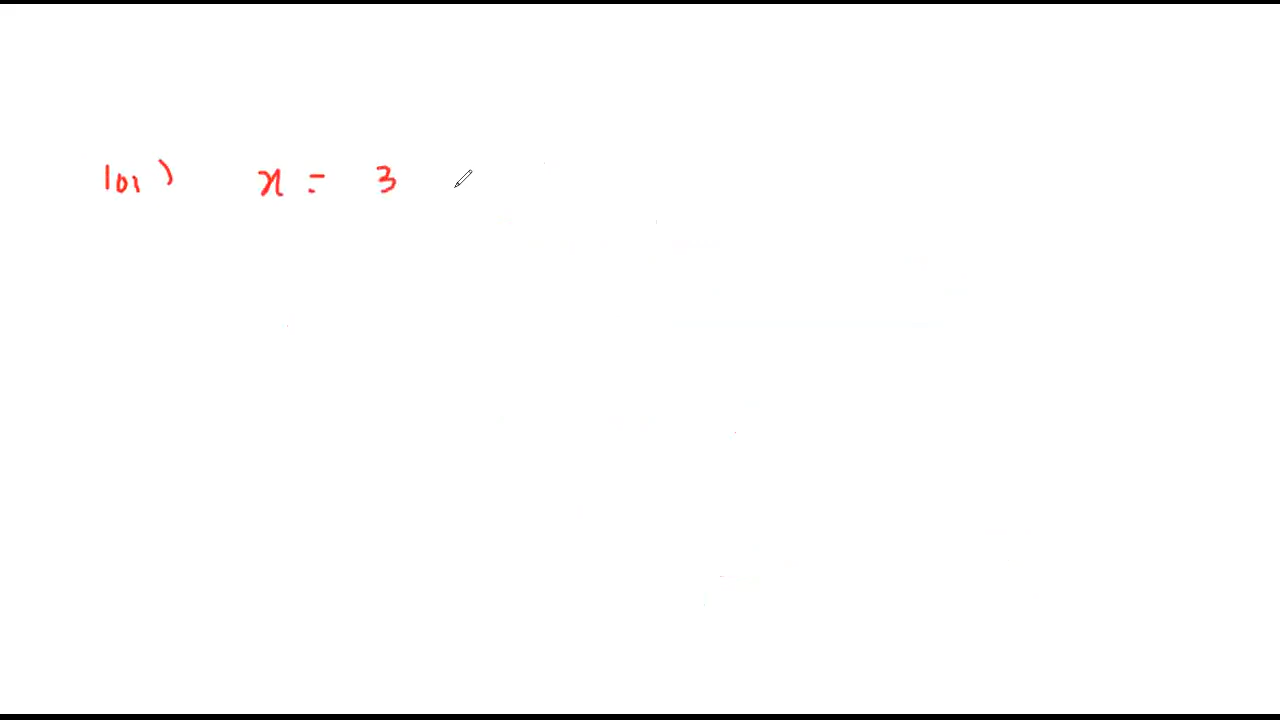 101) x = 3